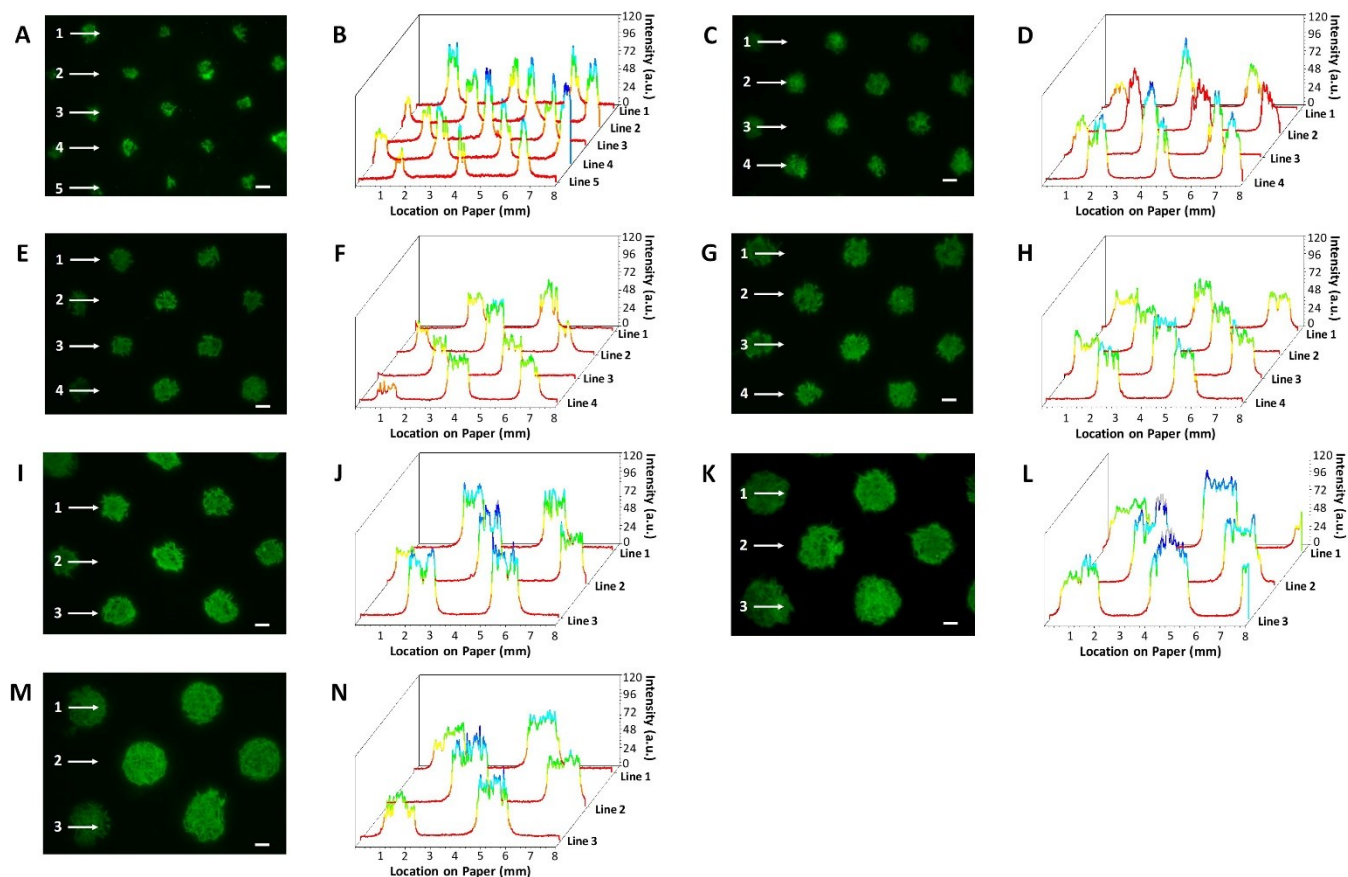 A
1
2
3
4
5
B
120
96
72
48
24
0
Intensity (a.u.)
Line 1
Line 2
Line 3
Line 4
Line 5
1 2 3 4 5 6 7 8
Location on Paper (mm)
C
1
2
3
4
D
120
96
72
48
24
0
Intensity (a.u.)
Line 1
Line 2
Line 3
Line 4
1 2 3 4 5 6 7 8
Location on Paper (mm)
E
1
2
3
4
F
120
96
72
48
24
0
Intensity (a.u.)
Line 1
Line 2
Line 3
Line 4
1 2 3 4 5 6 7 8
Location on Paper (mm)
G
1
2
3
4
H
120
96
72
48
24
0
Intensity (a.u.)
Line 1
Line 2
Line 3
Line 4
1 2 3 4 5 6 7 8
Location on Paper (mm)
I
1
2
3
J
120
96
72
48
24
0
Intensity (a.u.)
Line 1
Line 2
Line 3
1 2 3 4 5 6 7 8
Location on Paper (mm)
K
1
2
3
L
120
96
72
48
24
0
Intensity (a.u.)
Line 1
Line 2
Line 3
1 2 3 4 5 6 7 8
Location on Paper (mm)
M
1
2
3
N
120
96
72
48
24
0
Intensity (a.u.)
Line 1
Line 2
Line 3
1 2 3 4 5 6 7 8
Location on Paper (mm)